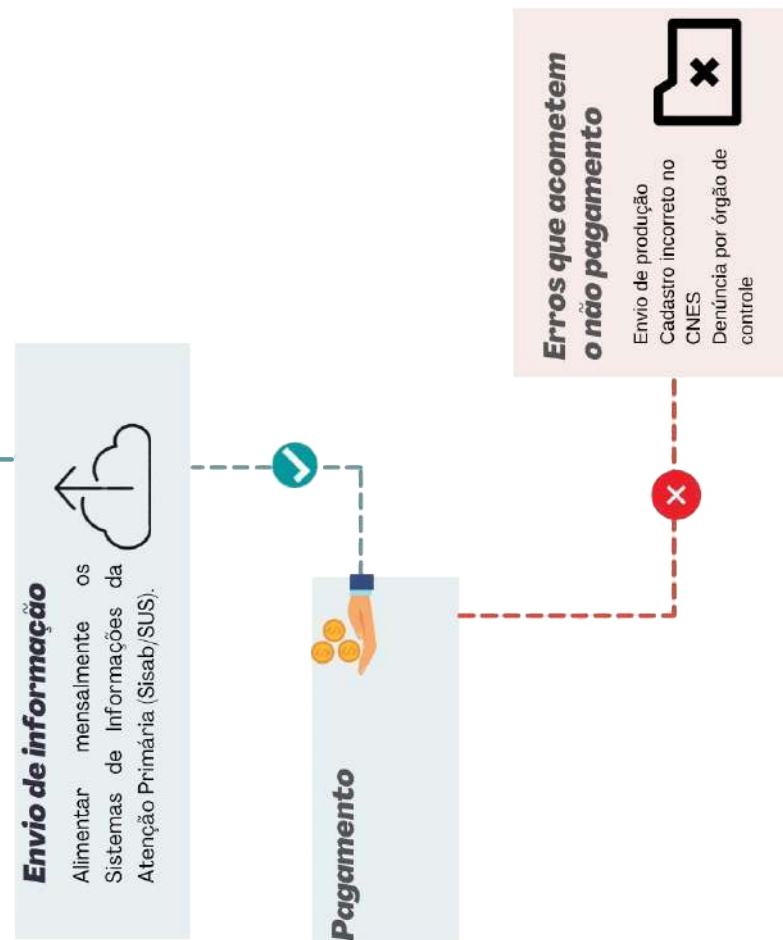 Envio de informação
Alimentar mensalmente os
Sistemas de Informações da
Atenção Primária (Sisab/SUS).
Pagamento
Erros que acometem
o não pagamento
Envio de produção
Cadastro incorreto no
CNES
Denúncia por órgão de
controle